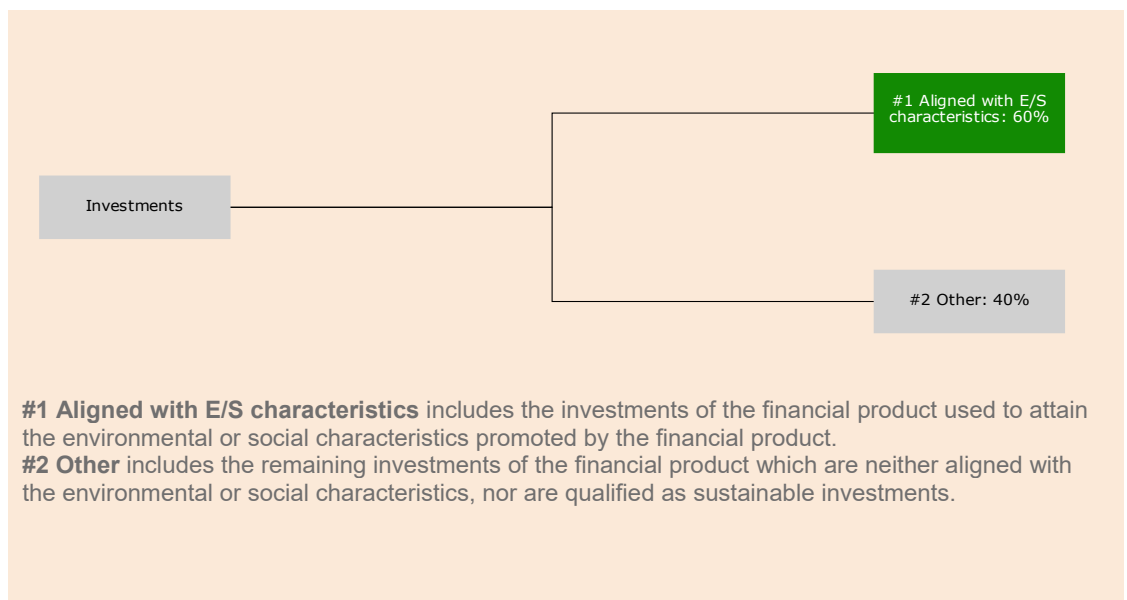 #1 Aligned with E/S
characteristics: 60%
Investments
#2 Other: 40%
#1 Aligned with E/S characteristics includes the investments of the financial product used to attain
the environmental or social characteristics promoted by the financial product.
#2 Other includes the remaining investments of the financial product which are neither aligned with
the environmental or social characteristics, nor are qualified as sustainable investments.